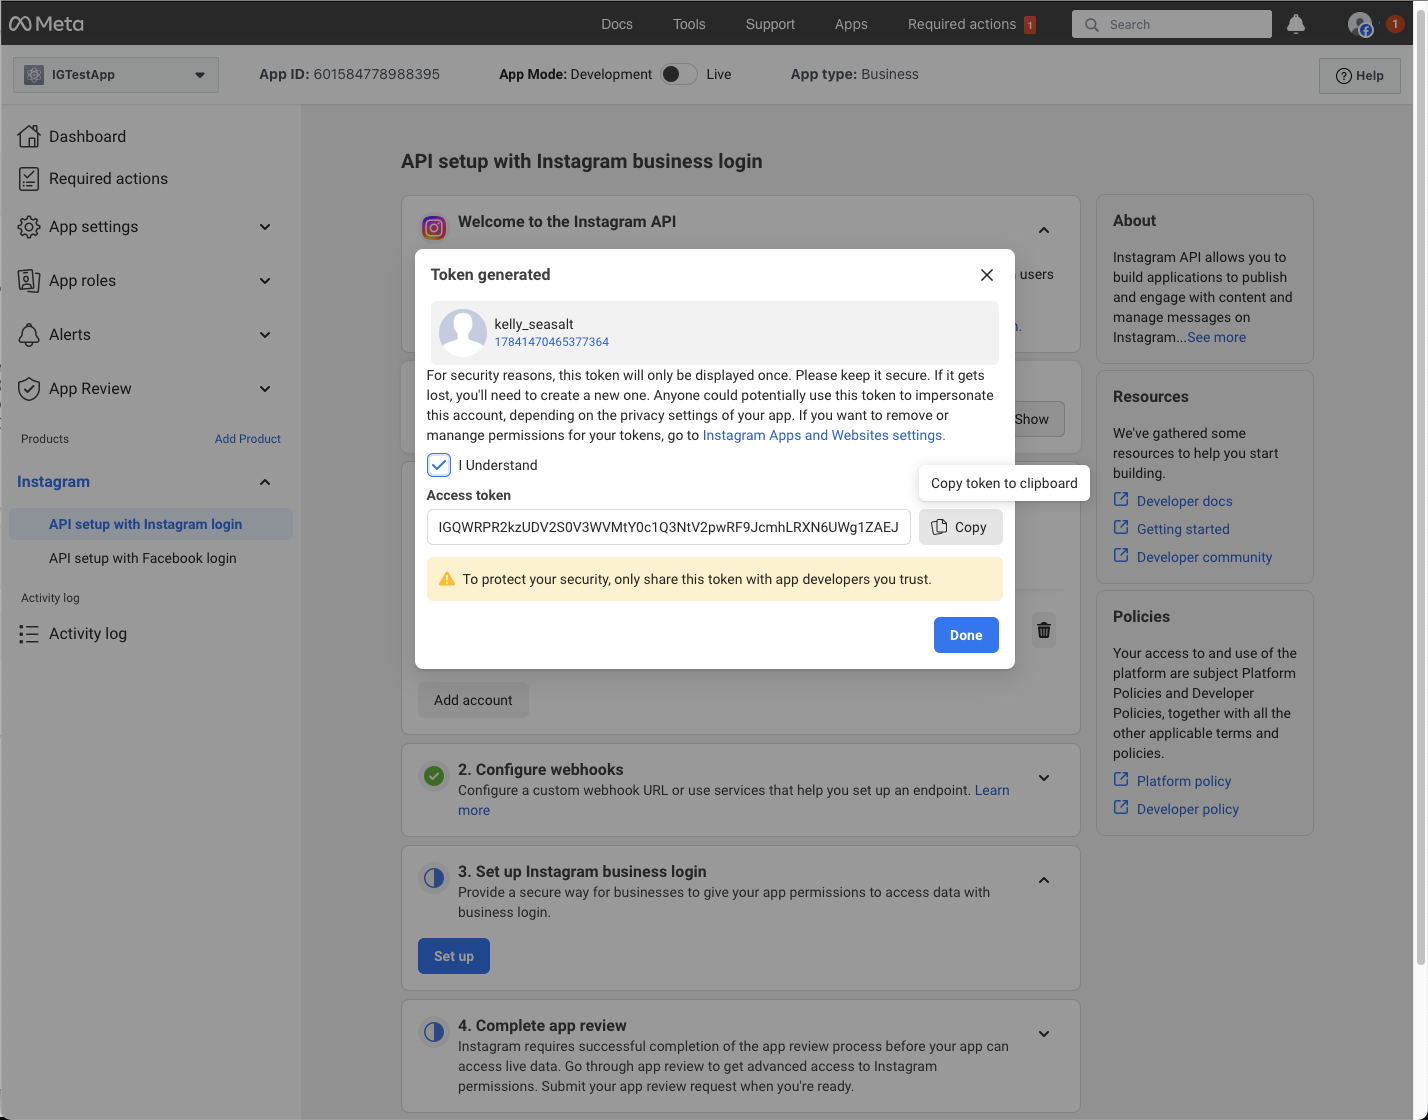 Meta
Docs
Tools
Support
Apps
Required actions
1
Search
1
IGTestApp
App ID: 601584778988395
App Mode: Development
Live
App type: Business
Help
Dashboard
Required actions
App settings
App roles
Alerts
App Review
Products
Add Product
Instagram
API setup with Instagram login
API setup with Facebook login
Activity log
Activity log
API setup with Instagram business login
Welcome to the Instagram API
users
Show
Token generated
kelly_seasalt
17841470465377364
For security reasons, this token will only be displayed once. Please keep it secure. If it gets
lost, you'll need to create a new one. Anyone could potentially use this token to impersonate
this account, depending on the privacy settings of your app. If you want to remove or
manange permissions for your tokens, go to Instagram Apps and Websites settings.
I Understand
Copy token to clipboard
Access token
IGQWRPR2kzUDV2S0V3WVMtY0c1Q3NtV2pwRF9JcmhLRXN6UWg1ZAEJ
Copy
To protect your security, only share this token with app developers you trust.
Done
Add account
2. Configure webhooks
Configure a custom webhook URL or use services that help you set up an endpoint. Learn
more
3. Set up Instagram business login
Provide a secure way for businesses to give your app permissions to access data with
business login.
Set up
4. Complete app review
Instagram requires successful completion of the app review process before your app can
access live data. Go through app review to get advanced access to Instagram
permissions. Submit your app review request when you're ready.
About
Instagram API allows you to
build applications to publish
and engage with content and
manage messages on
Instagram...See more
Resources
We've gathered some
resources to help you start
building.
Developer docs
Getting started
Developer community
Policies
Your access to and use of the
platform are subject Platform
Policies and Developer
Policies, together with all the
other applicable terms and
policies.
Platform policy
Developer policy